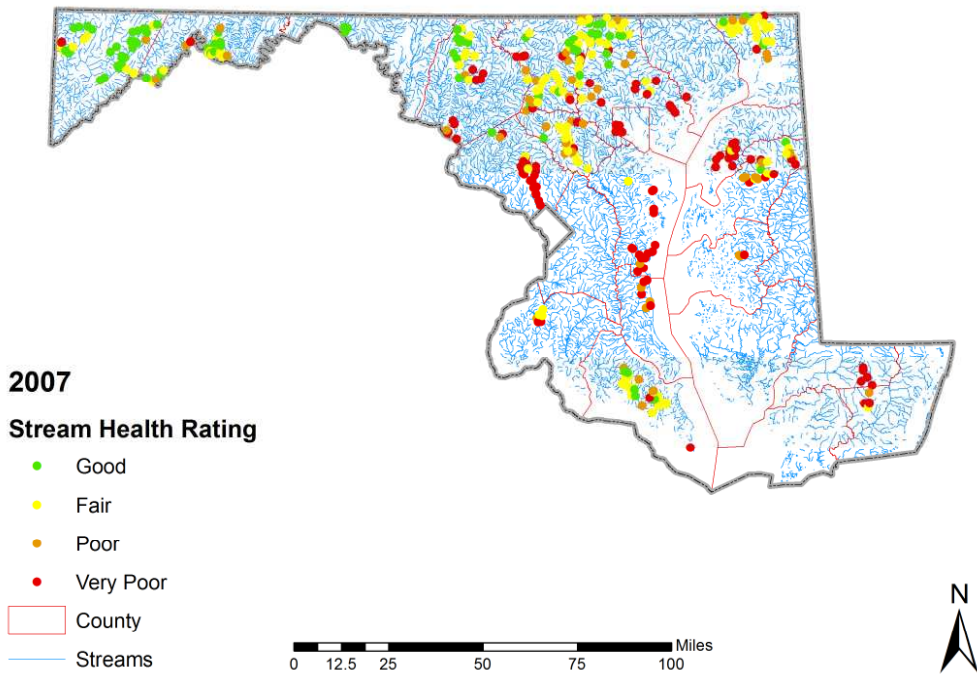 2007
Stream Health Rating
Good
Fair
Poor
Very Poor
County
Streams
Miles
0 12.5 25 50 75 100
N